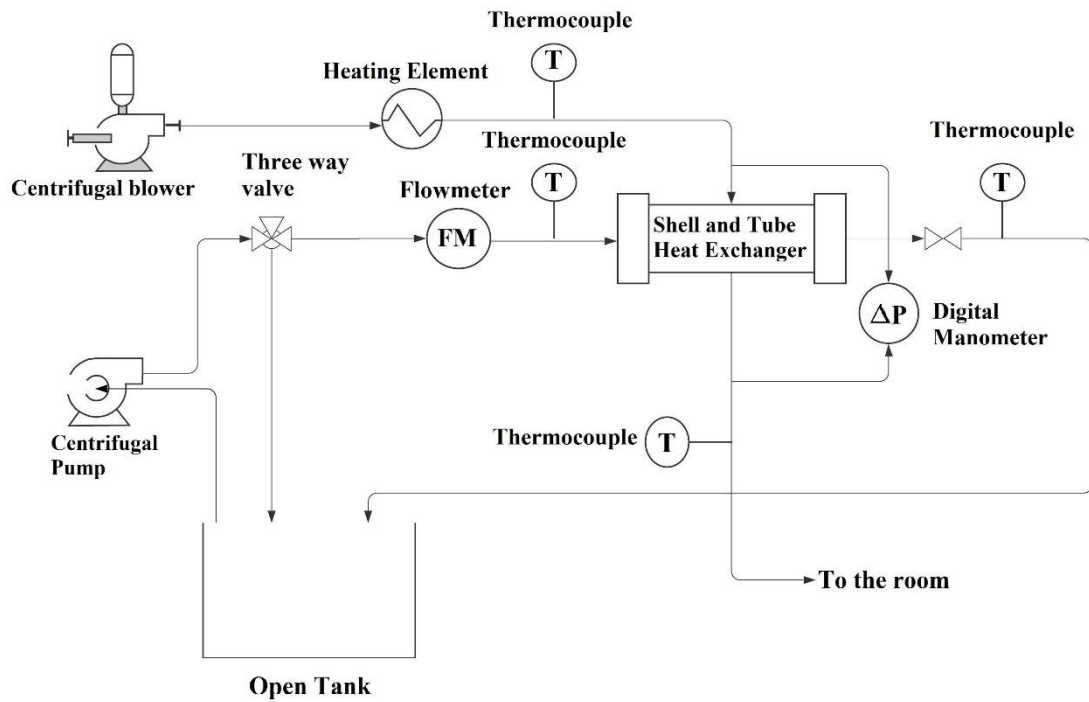 Thermocouple
T
Heating Element
Centrifugal blower
Three way
valve
Thermocouple
T
Flowmeter
FM
Shell and Tube
Heat Exchanger
Thermocouple
T
ΔP
Digital
Manometer
Centrifugal
Pump
Thermocouple
T
To the room
Open Tank